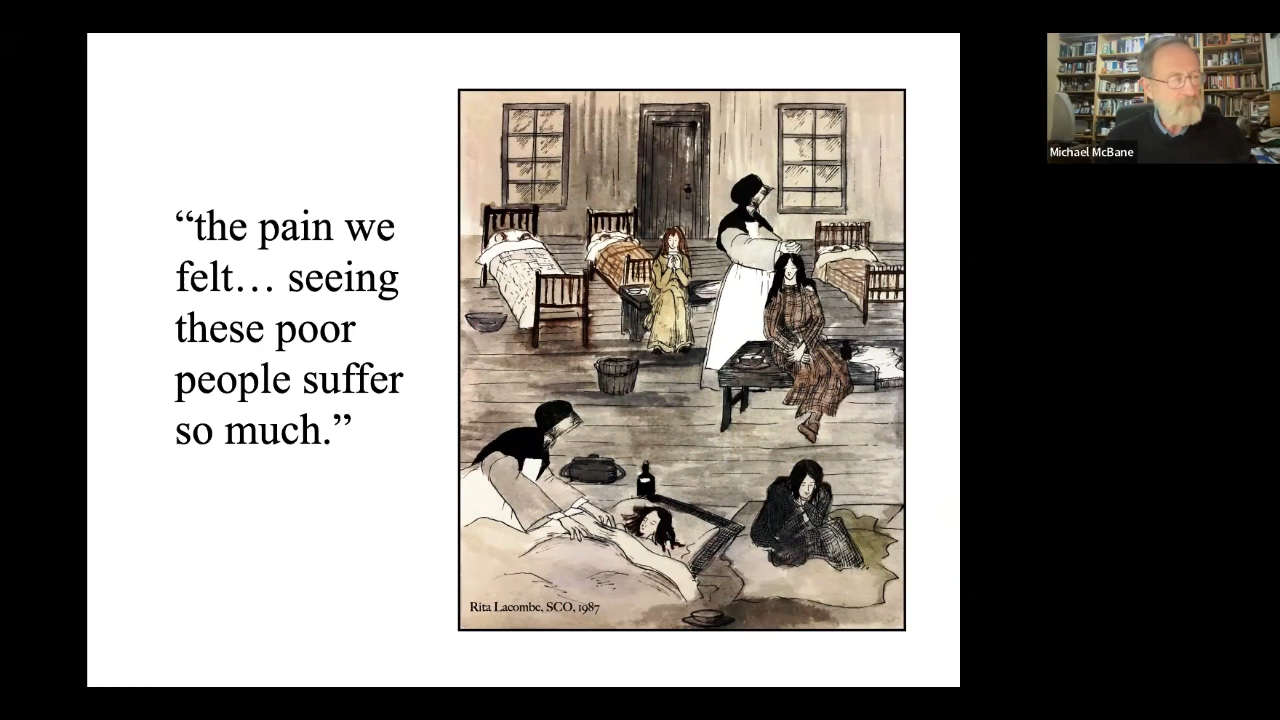 “the pain we
felt… seeing
these poor
people suffer
so much.”
Rita Lacombe, SCO, 1987
Michael McBane